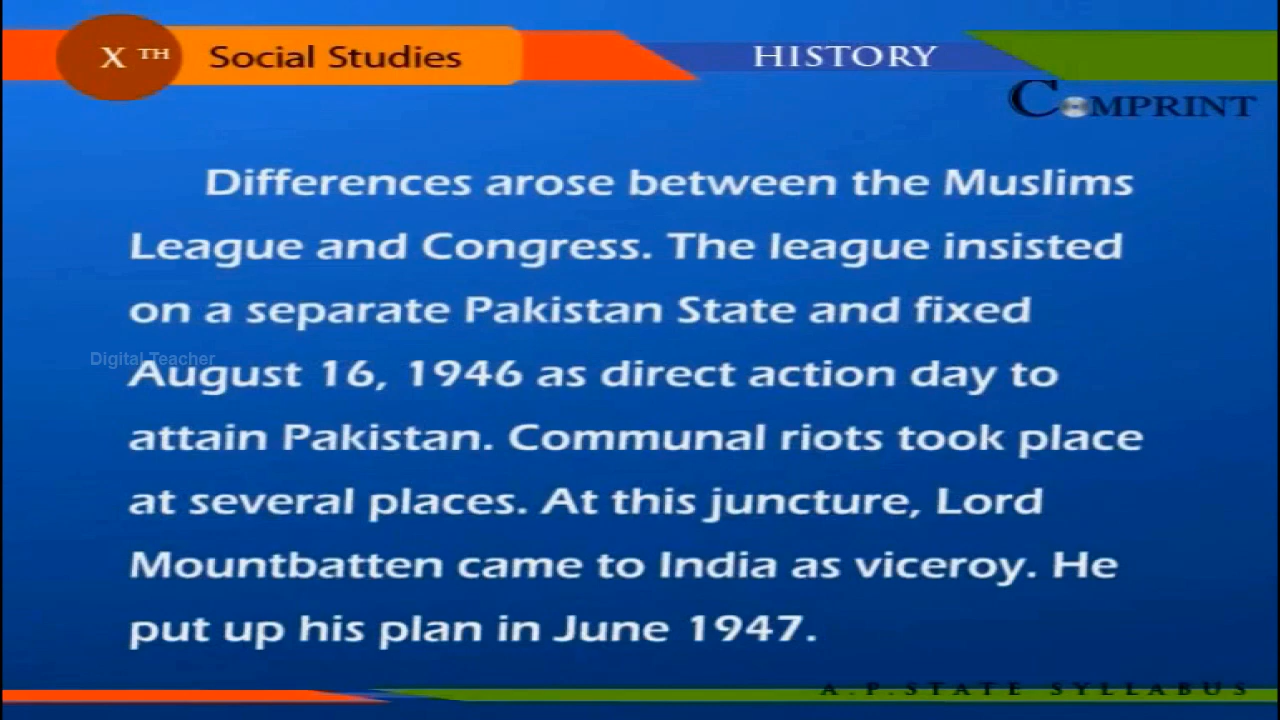 X TH Social Studies HISTORY
COMPRINT
Differences arose between the Muslims
League and Congress. The league insisted
on a separate Pakistan State and fixed
Digital Teacher
August 16, 1946 as direct action day to
attain Pakistan. Communal riots took place
at several places. At this juncture, Lord
Mountbatten came to India as viceroy. He
put up his plan in June 1947.
A.P.STATE SYLLABUS